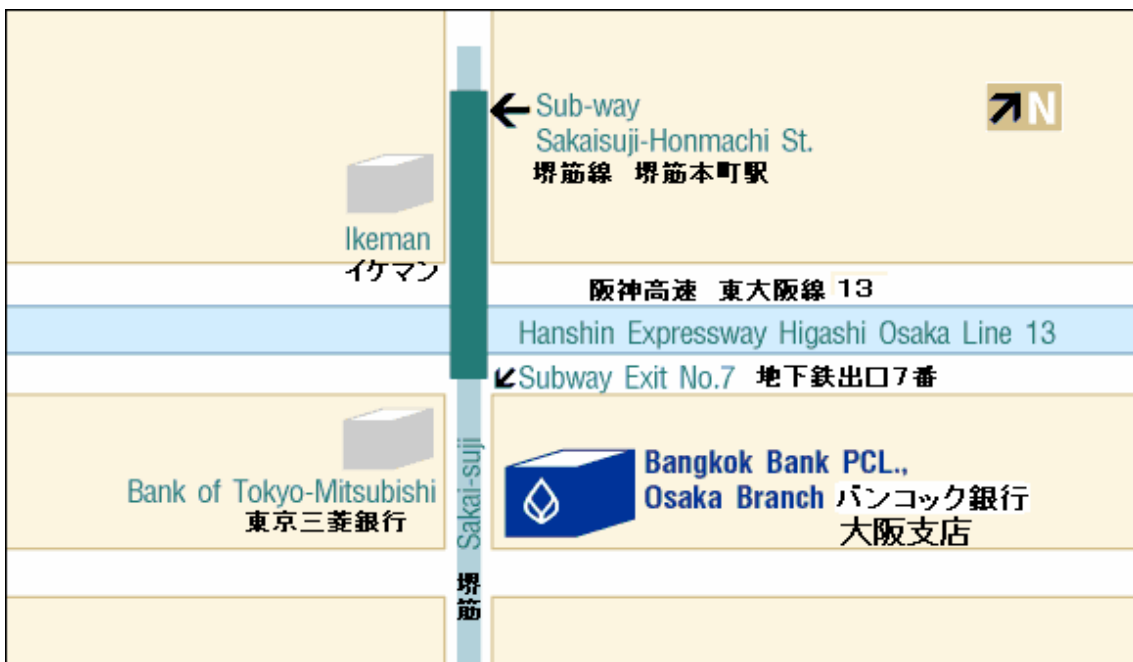 Sub-way
Sakaisuji-Honmachi St.
堺筋線 堺筋本町駅
N
Ikeman
イケマン
阪神高速 東大阪線 13
Hanshin Expressway Higashi Osaka Line 13
Subway Exit No.7 地下鉄出口7番
Bank of Tokyo-Mitsubishi
東京三菱銀行
Sakai-suji
堺筋
Bangkok Bank PCL.,
Osaka Branch バンコック銀行
大阪支店